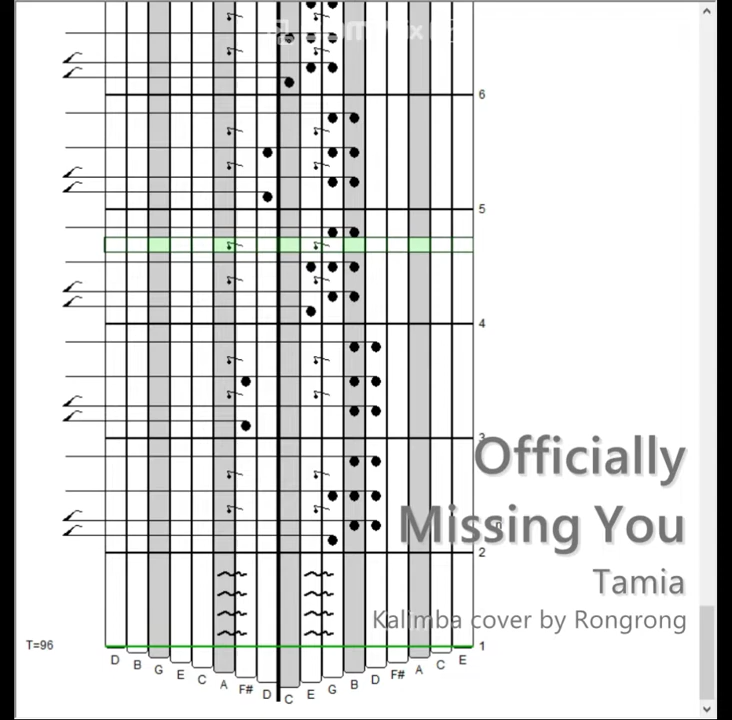 6
5
4
3
Officially
Missing You
2
Tamia
Kalimba cover by Rongrong
T=96
1
D B G E C A F# D C E G B D F# A C E